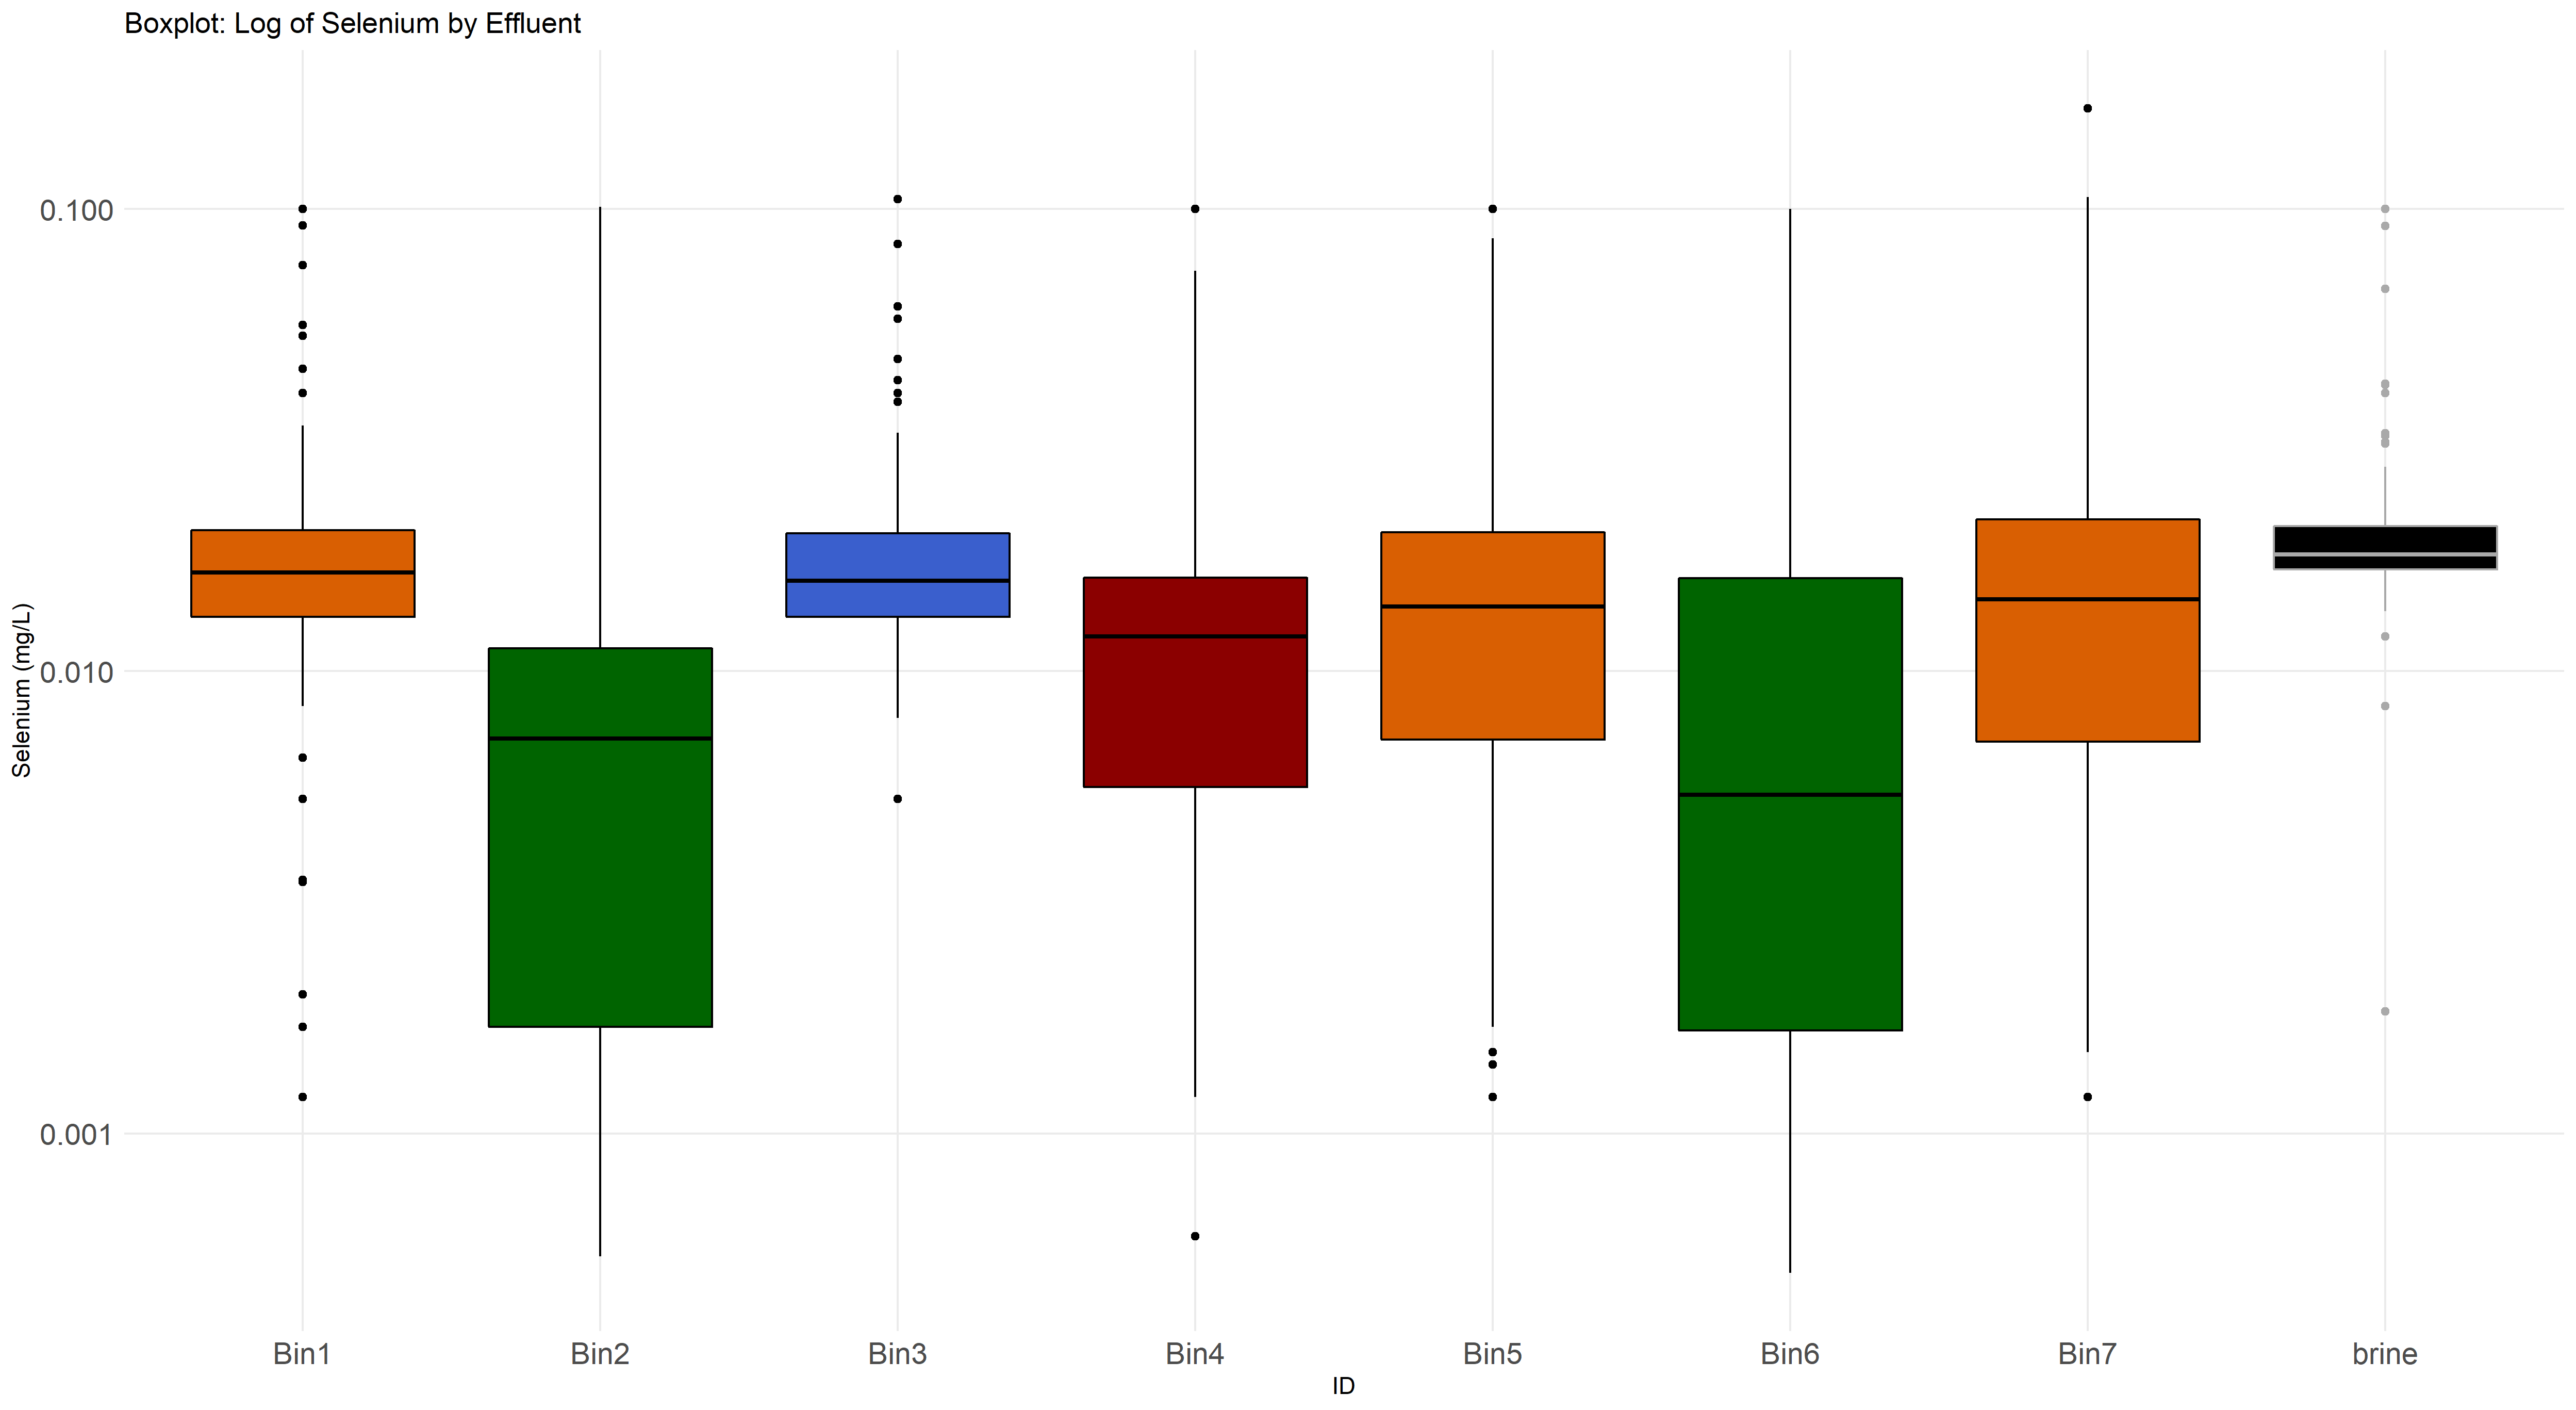 Boxplot: Log of Selenium by Effluent
Selenium (mg/L)
0.100
0.010
0.001
Bin1 Bin2 Bin3 Bin4 Bin5 Bin6 Bin7 brine
ID